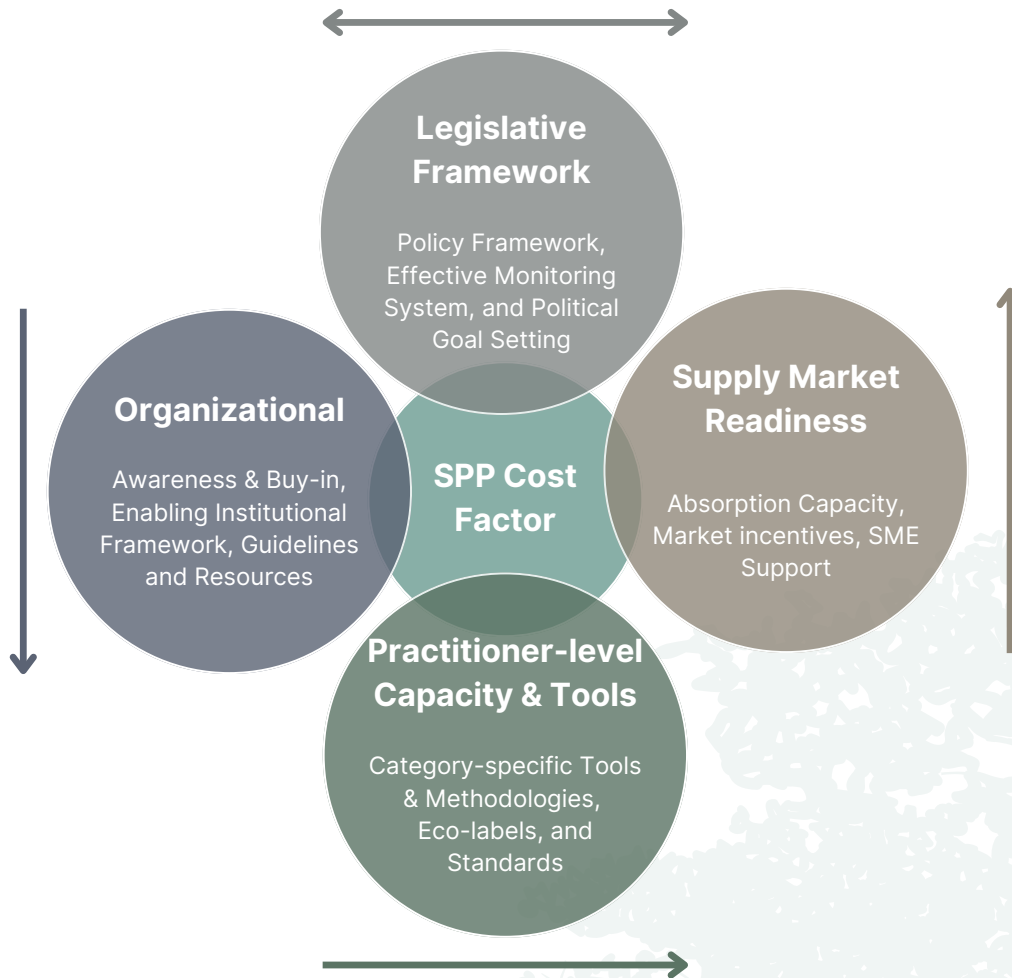 Legislative
Framework
Policy Framework,
Effective Monitoring
System, and Political
Goal Setting
Organizational
Awareness & Buy-in,
Enabling Institutional
Framework, Guidelines
and Resources
SPP Cost
Factor
Supply Market
Readiness
Absorption Capacity,
Market incentives, SME
Support
Practitioner-level
Capacity & Tools
Category-specific Tools
& Methodologies,
Eco-labels, and
Standards